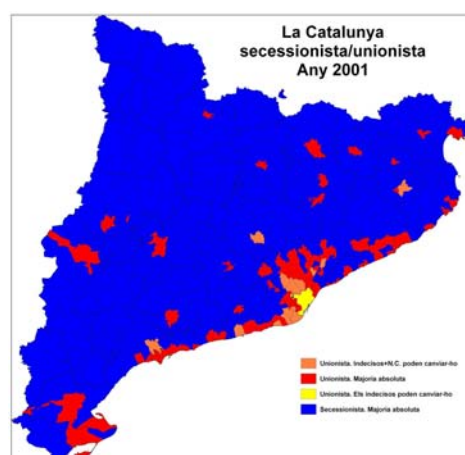 La Catalunya
secessionista/unionista
Any 2001
Unionista. Indecisos+N.C. poden canviar-ho
Unionista. Majoria absoluta
Unionista. Els indecisos poden canviar-ho
Secessionista. Majoria absoluta